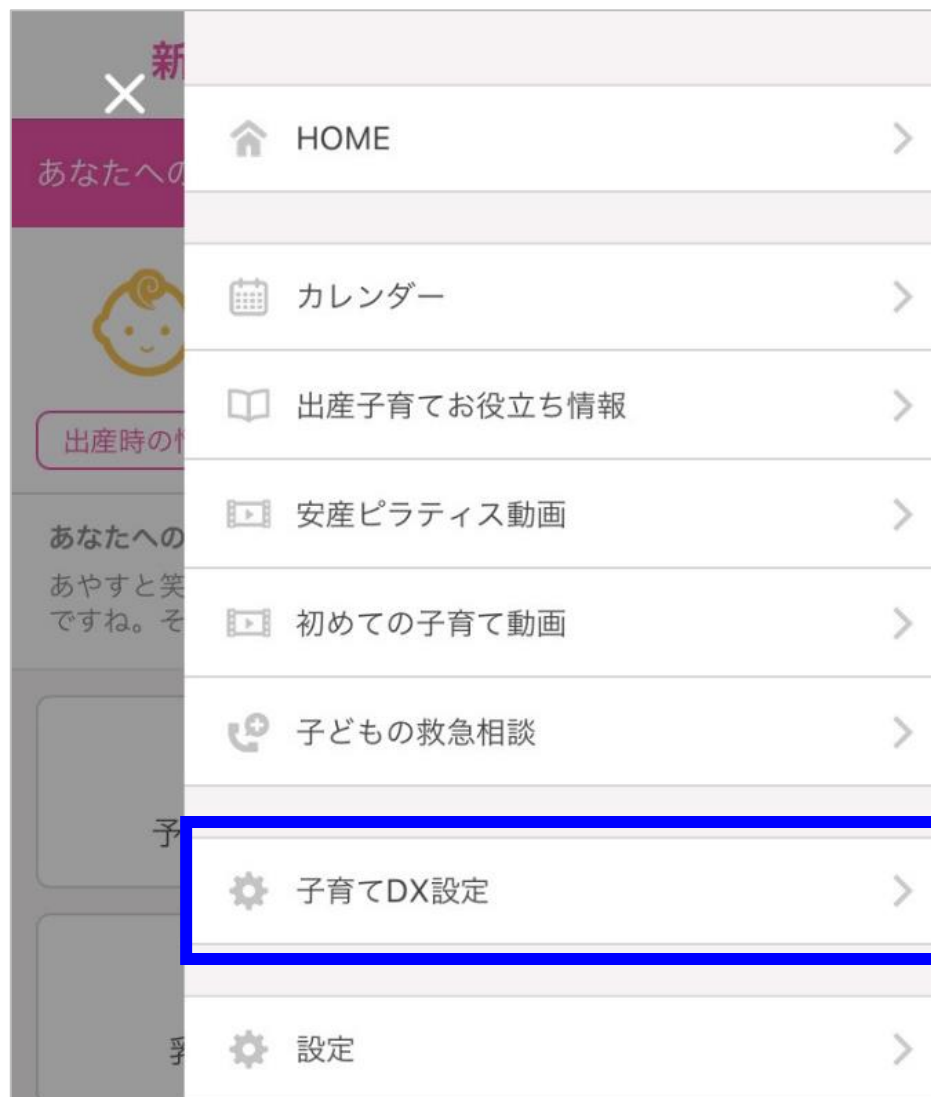 新
あなたへの
出産時の
あなたへの
あやすと笑
ですね。そ
予
HOME
カレンダー
出産子育てお役立ち情報
安産ピラティス動画
初めての子育て動画
子どもの救急相談
子育てDX設定
設定